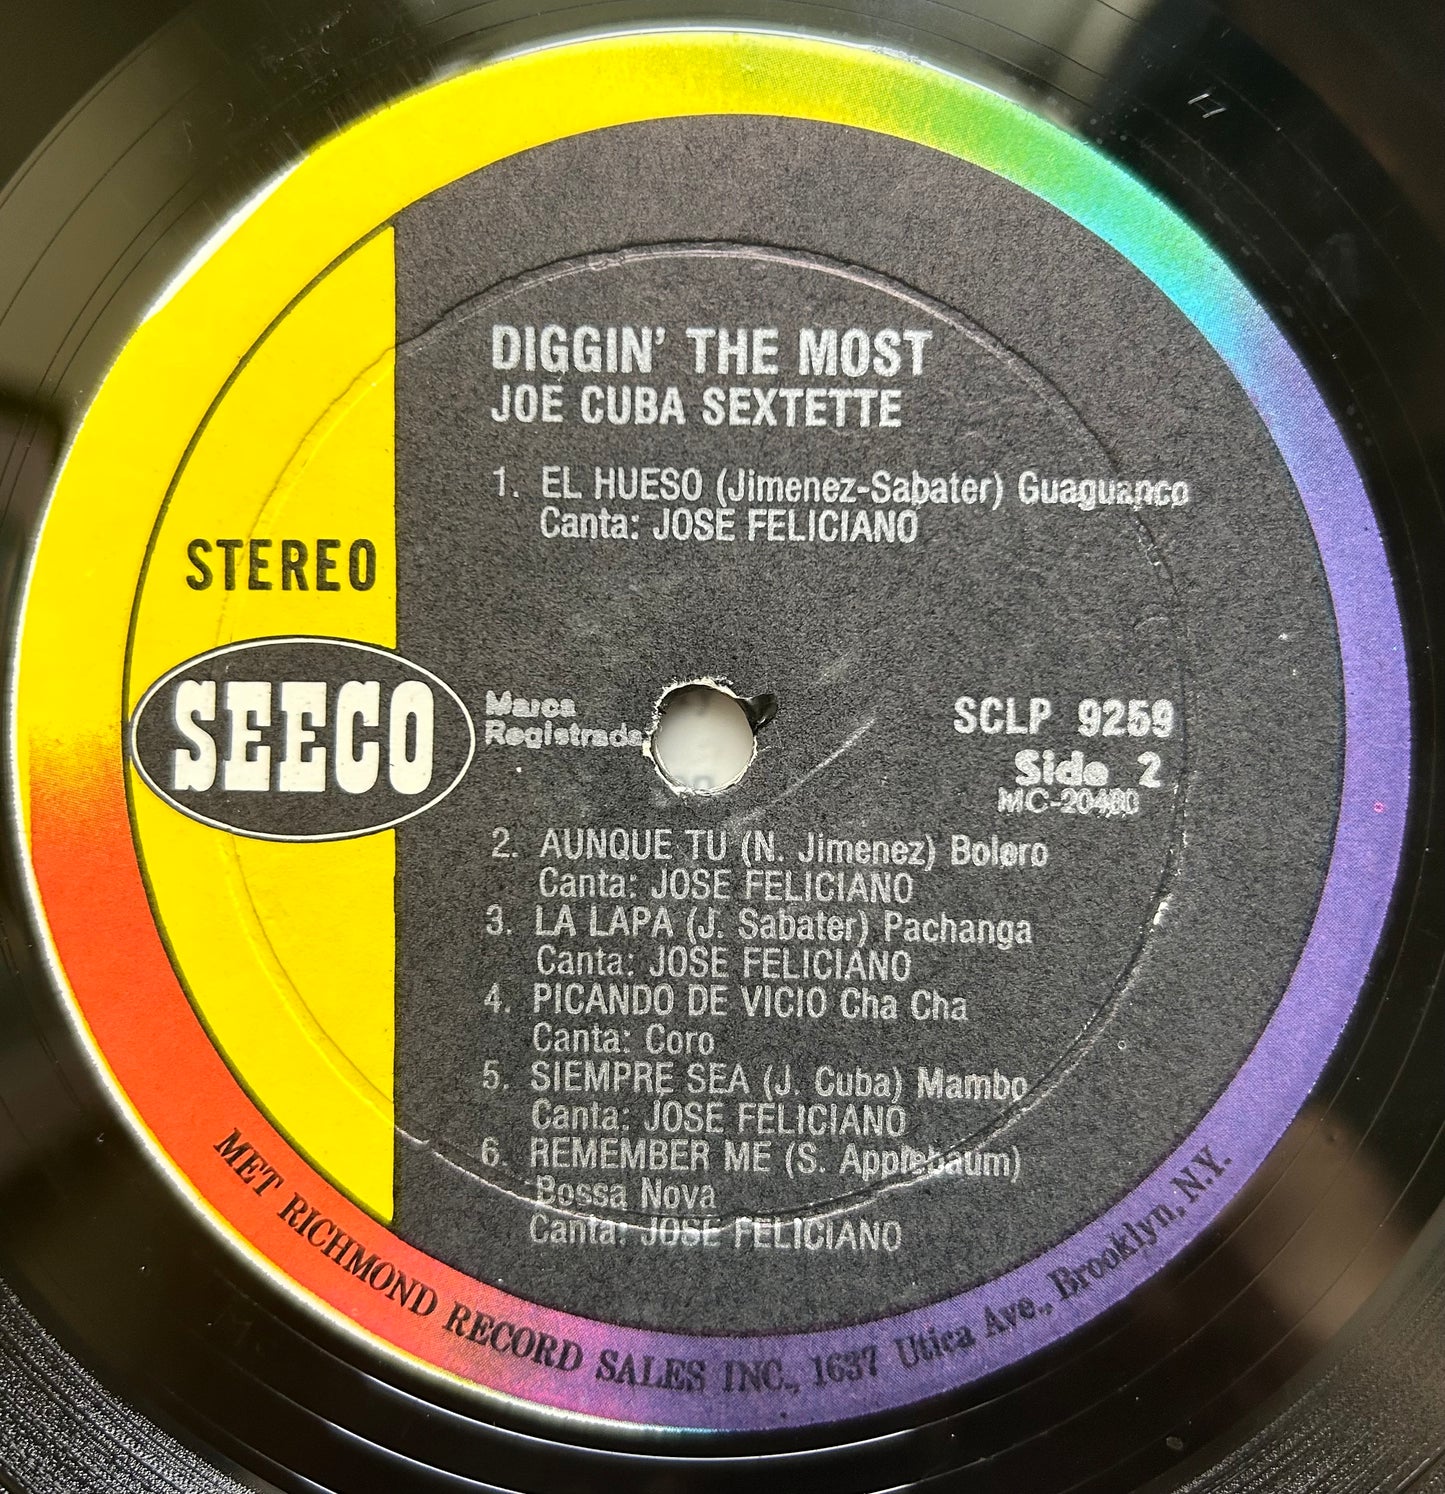 DIGGIN' THE MOST
JOE CUBA SEXTETTE
1. EL HUESO (Jimenez-Sabater) Guaguanco
Canta: JOSE FELICIANO
STEREO
SEECO
Marca
Registrada
SCLP 9259
Side 2
MC-20480
2. AUNQUE TU (N. Jimenez) Bolero
Canta: JOSE FELICIANO
3. LA LAPA (J. Sabater) Pachanga
Canta: JOSE FELICIANO
4. PICANDO DE VICIO Cha Cha
Canta: Coro
5. SIEMPRE SEA (J. Cuba) Mambo
Canta: JOSE FELICIANO
6. REMEMBER ME (S. Applebaum)
Bossa Nova
Canta: JOSE FELICIANO
MET RICHMOND RECORD SALES INC., 1637 Utica Ave., Brooklyn, N.Y.